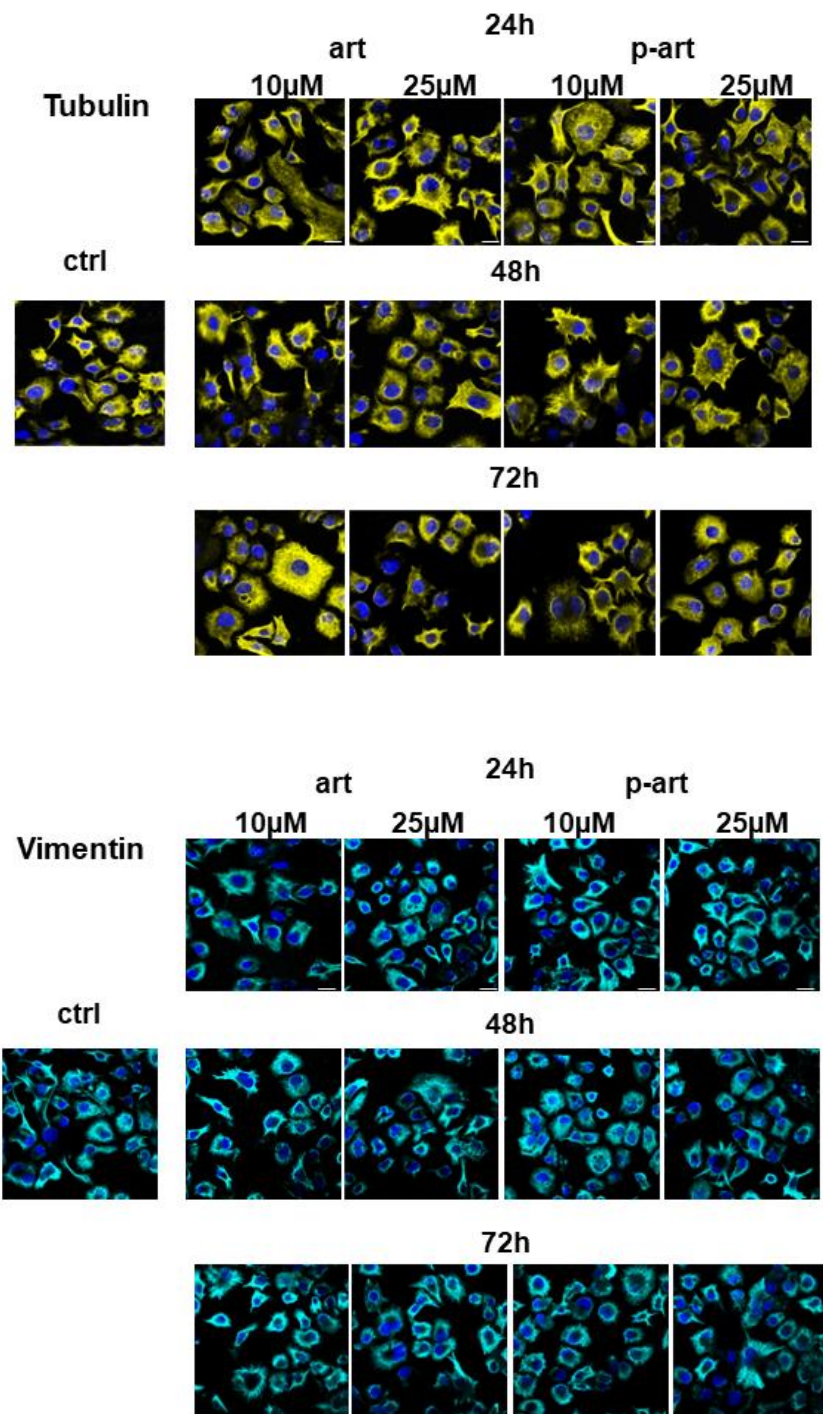 24h
art p-art
10μM 25μM 10μM 25μM
Tubulin
ctrl
48h
72h
24h
art p-art
10μM 25μM 10μM 25μM
Vimentin
ctrl
48h
72h